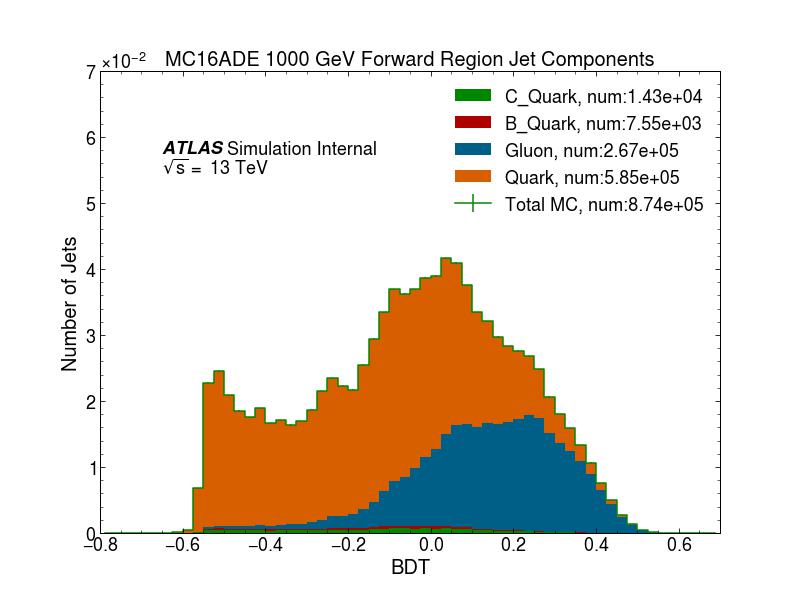 ×10−2 MC16ADE 1000 GeV Forward Region Jet Components
C_Quark, num:1.43e+04
B_Quark, num:7.55e+03
Gluon, num:2.67e+05
Quark, num:5.85e+05
Total MC, num:8.74e+05
ATLAS Simulation Internal
√s = 13 TeV
Number of Jets
7
6
5
4
3
2
1
0
−0.8 −0.6 −0.4 −0.2 0.0 0.2 0.4 0.6
BDT